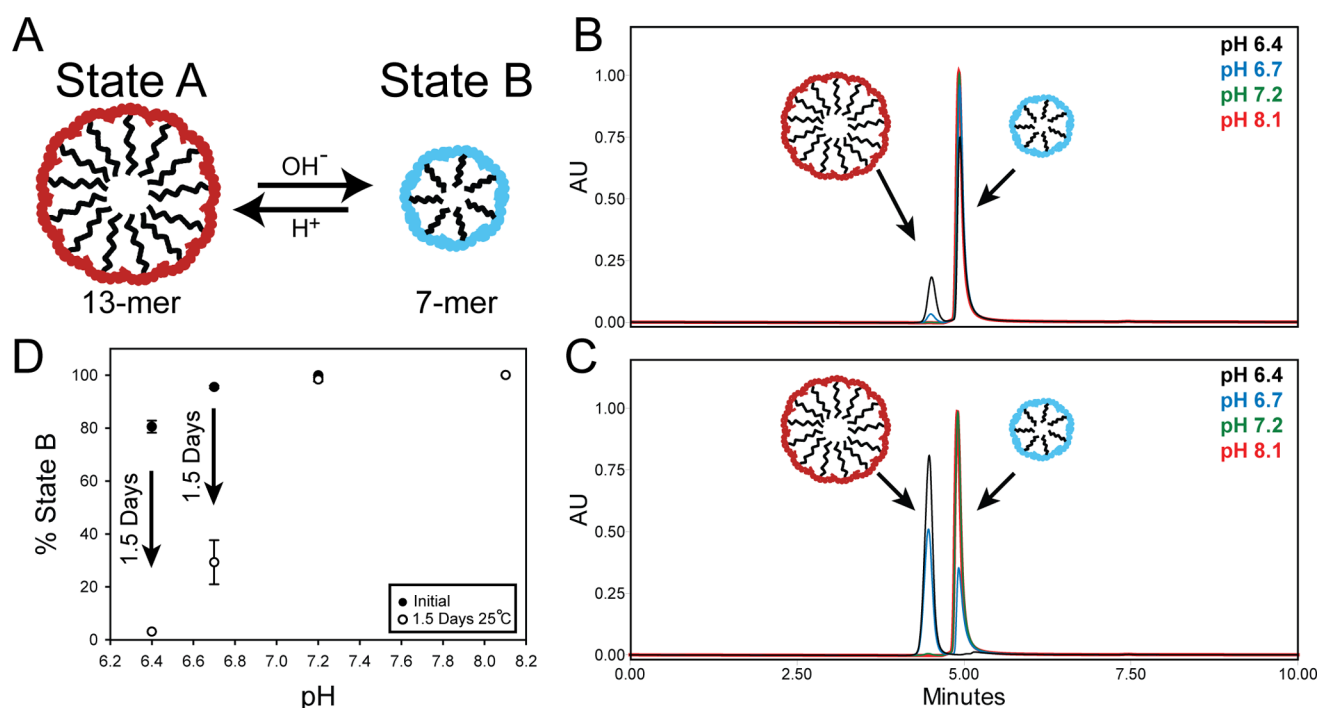 A
State A
State B
OH⁻
H⁺
13-mer
7-mer
B
pH 6.4
pH 6.7
pH 7.2
pH 8.1
1.00
0.75
0.50
0.25
0.00
AU
C
pH 6.4
pH 6.7
pH 7.2
pH 8.1
1.00
0.75
0.50
0.25
0.00
AU
0.00
2.50
5.00
7.50
10.00
Minutes
D
100
80
60
40
20
0
% State B
1.5 Days
1.5 Days
Initial
1.5 Days 25°C
6.2
6.4
6.6
6.8
7.0
7.2
7.4
7.6
7.8
8.0
8.2
pH